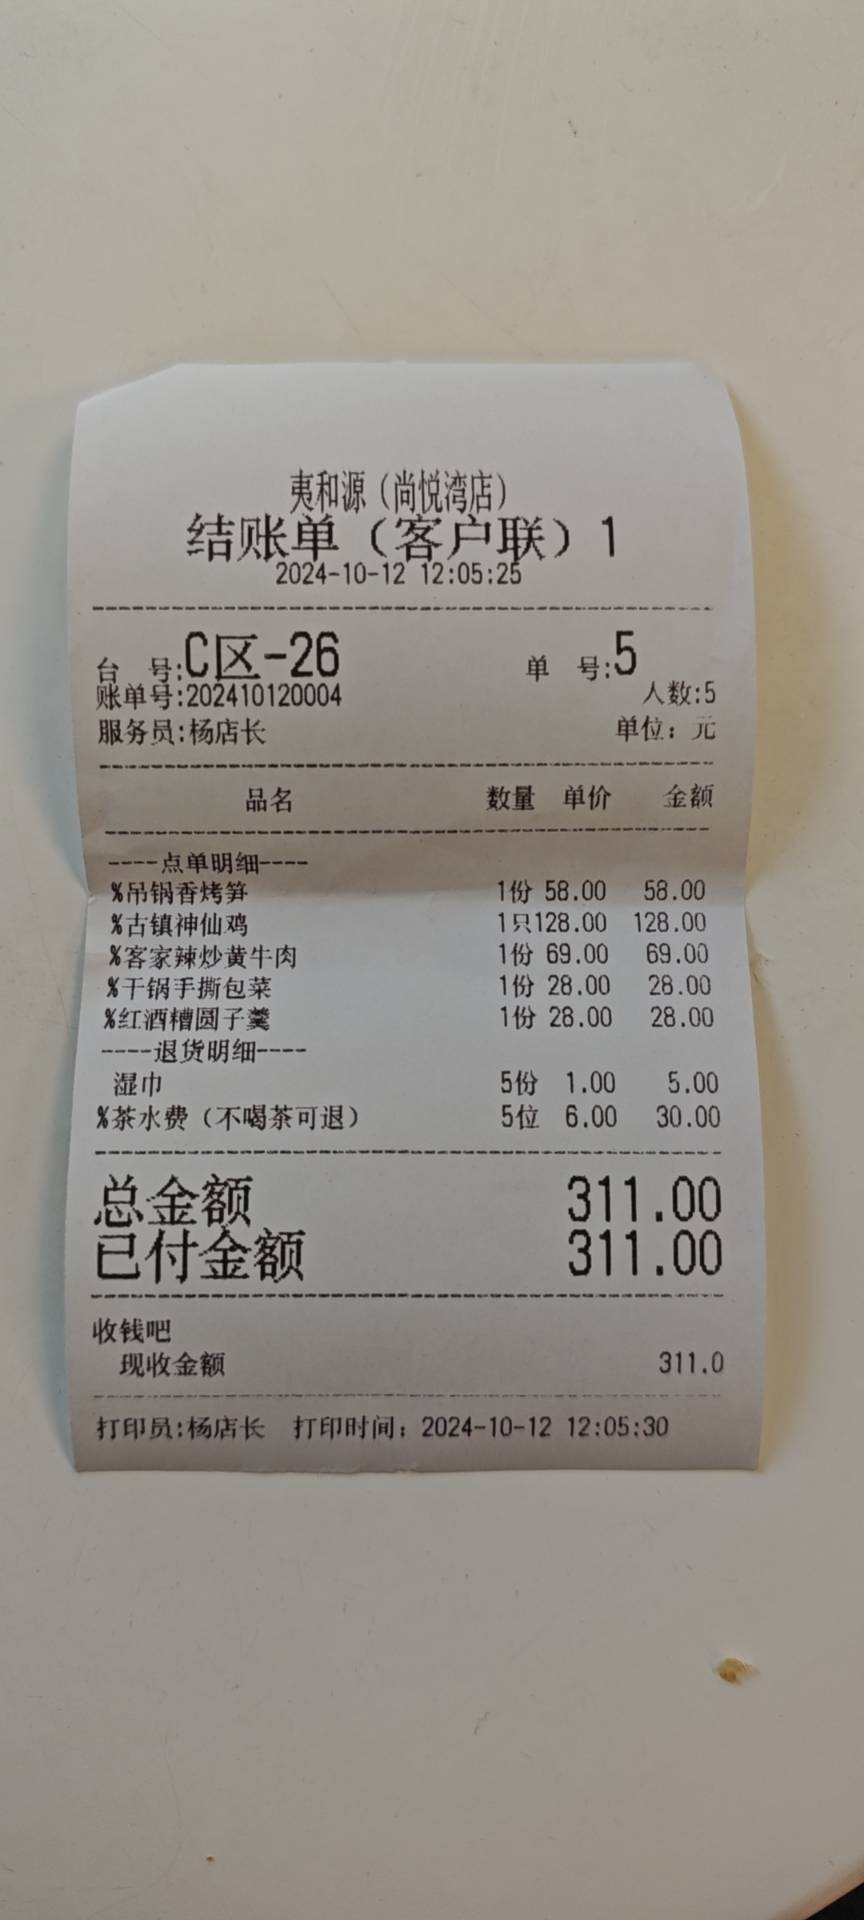 夷和源（尚悦湾店）
结账单（客户联）1
2024-10-12 12:05:25
台 号:C区-26 单 号:5
账单号:202410120004 人数:5
服务员:杨店长 单位：元
品名 数量 单价 金额
----点单明细----
%吊锅香烤笋 1份 58.00 58.00
%古镇神仙鸡 1只128.00 128.00
%客家辣炒黄牛肉 1份 69.00 69.00
%干锅手撕包菜 1份 28.00 28.00
%红酒糟圆子羹 1份 28.00 28.00
----退货明细----
湿巾 5份 1.00 5.00
%茶水费（不喝茶可退） 5位 6.00 30.00
总金额 311.00
已付金额 311.00
收钱吧
现收金额 311.0
打印员:杨店长 打印时间：2024-10-12 12:05:30